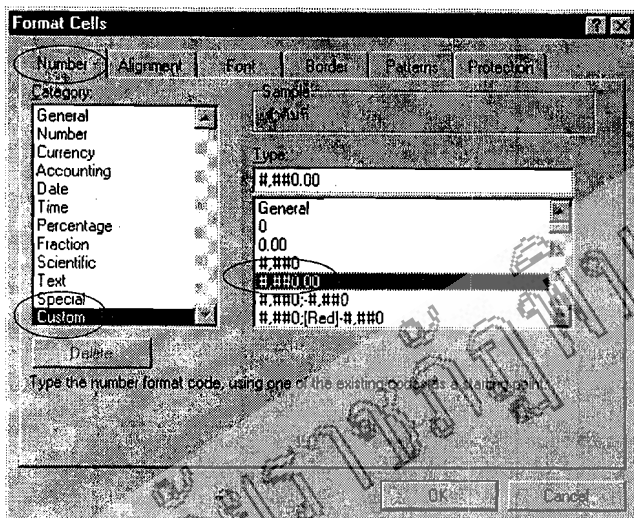 Format Cells
Number Alignment Font Border Patterns Protection
Category:
General
Number
Currency
Accounting
Date
Time
Percentage
Fraction
Scientific
Text
Special
Custom
Delete
Sample
Type:
#,##0.00
General
0
0.00
#,##0
#,##0.00
#,##0;-#,##0
#,##0;[Red]-#,##0
Type the number format code, using one of the existing codes as a starting point.
OK Cancel